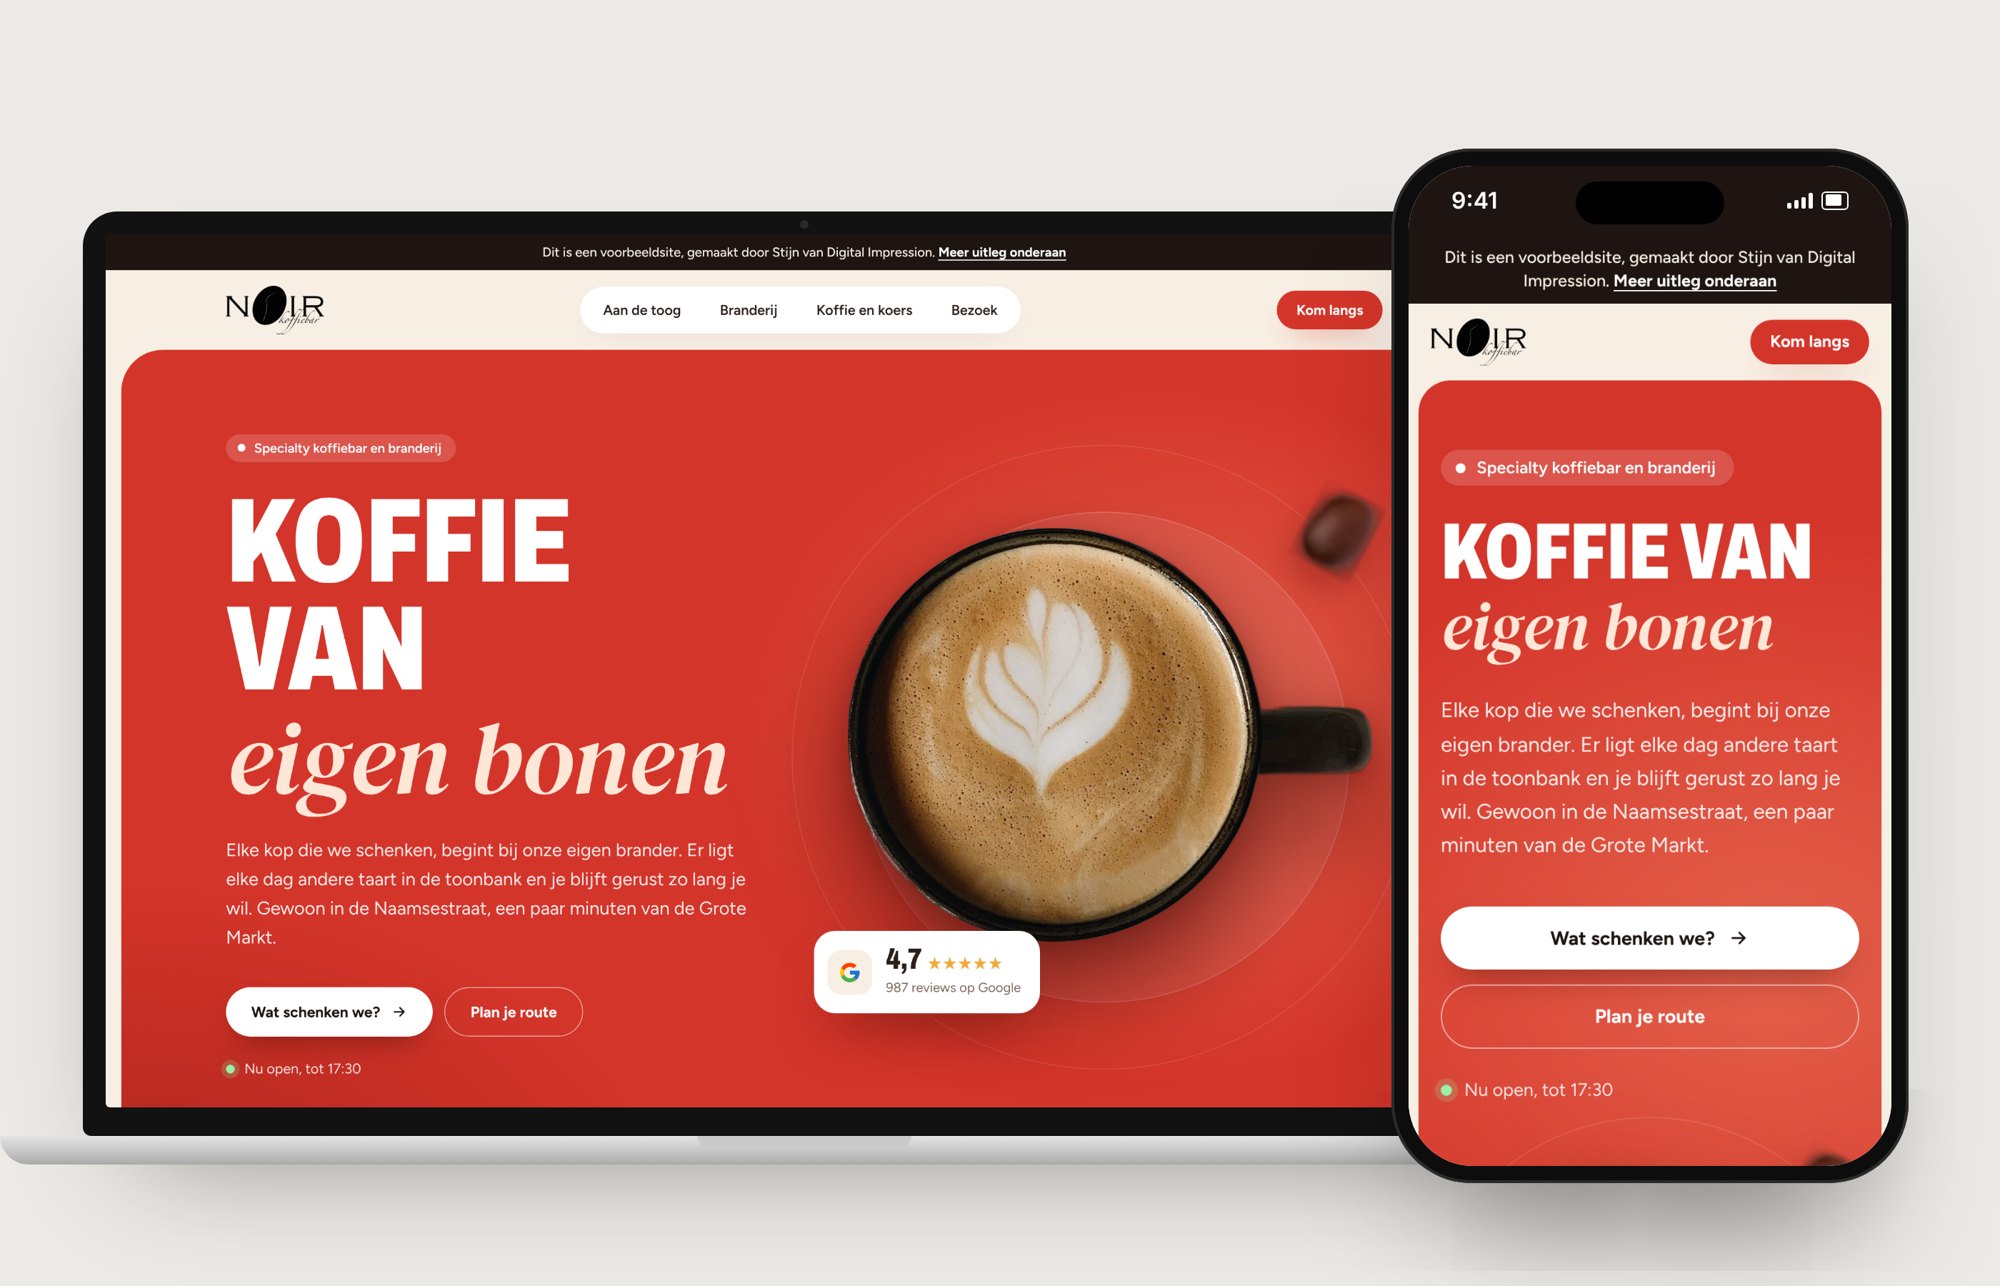 Dit is een voorbeeldsite, gemaakt door Stijn van Digital Impression. Meer uitleg onderaan
NOIR
koffiebar
Aan de toog
Branderij
Koffie en koers
Bezoek
Kom langs
Specialty koffiebar en branderij
KOFFIE
VAN
eigen bonen
Elke kop die we schenken, begint bij onze eigen brander. Er ligt
elke dag andere taart in de toonbank en je blijft gerust zo lang je
wil. Gewoon in de Naamsestraat, een paar minuten van de Grote
Markt.
Wat schenken we? →
Plan je route
Nu open, tot 17:30
4,7 ★★★★★
987 reviews op Google
9:41
Dit is een voorbeeldsite, gemaakt door Stijn van Digital
Impression. Meer uitleg onderaan
NOIR
koffiebar
Kom langs
Specialty koffiebar en branderij
KOFFIE VAN
eigen bonen
Elke kop die we schenken, begint bij onze
eigen brander. Er ligt elke dag andere taart
in de toonbank en je blijft gerust zo lang je
wil. Gewoon in de Naamsestraat, een paar
minuten van de Grote Markt.
Wat schenken we? →
Plan je route
Nu open, tot 17:30